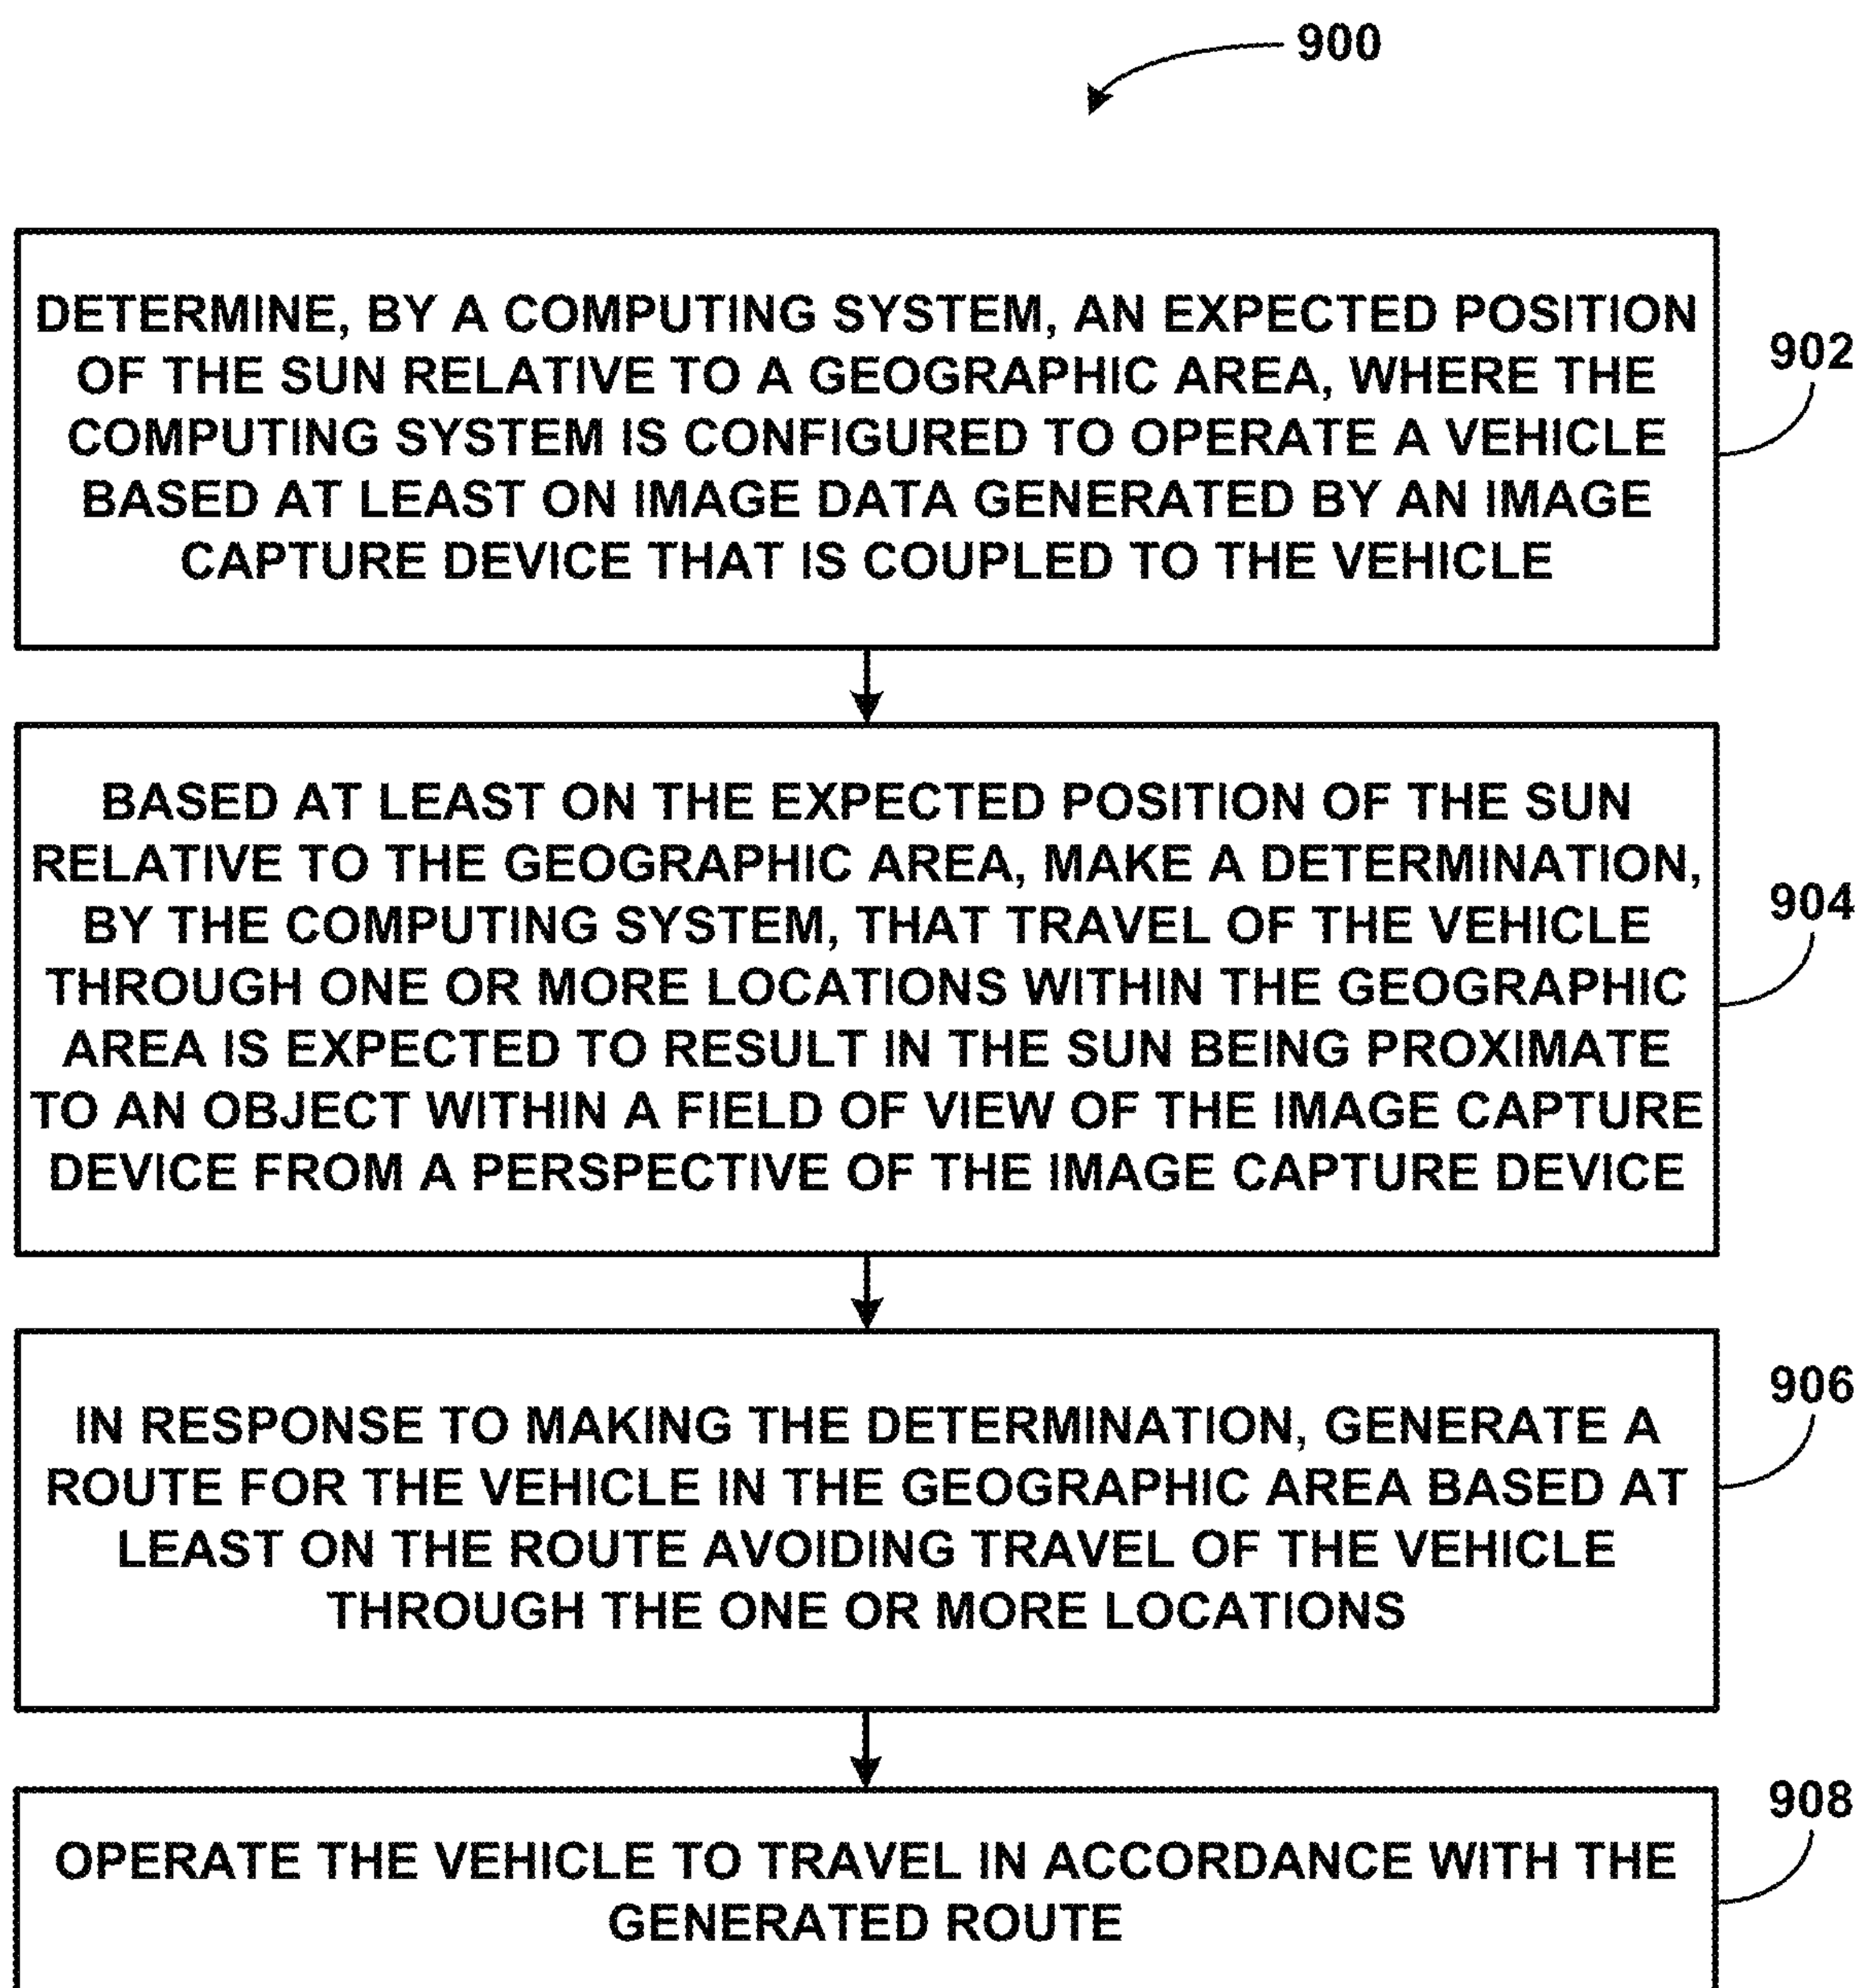 900
DETERMINE, BY A COMPUTING SYSTEM, AN EXPECTED POSITION
OF THE SUN RELATIVE TO A GEOGRAPHIC AREA, WHERE THE
COMPUTING SYSTEM IS CONFIGURED TO OPERATE A VEHICLE
BASED AT LEAST ON IMAGE DATA GENERATED BY AN IMAGE
CAPTURE DEVICE THAT IS COUPLED TO THE VEHICLE
902
BASED AT LEAST ON THE EXPECTED POSITION OF THE SUN
RELATIVE TO THE GEOGRAPHIC AREA, MAKE A DETERMINATION,
BY THE COMPUTING SYSTEM, THAT TRAVEL OF THE VEHICLE
THROUGH ONE OR MORE LOCATIONS WITHIN THE GEOGRAPHIC
AREA IS EXPECTED TO RESULT IN THE SUN BEING PROXIMATE
TO AN OBJECT WITHIN A FIELD OF VIEW OF THE IMAGE CAPTURE
DEVICE FROM A PERSPECTIVE OF THE IMAGE CAPTURE DEVICE
904
IN RESPONSE TO MAKING THE DETERMINATION, GENERATE A
ROUTE FOR THE VEHICLE IN THE GEOGRAPHIC AREA BASED AT
LEAST ON THE ROUTE AVOIDING TRAVEL OF THE VEHICLE
THROUGH THE ONE OR MORE LOCATIONS
906
OPERATE THE VEHICLE TO TRAVEL IN ACCORDANCE WITH THE
GENERATED ROUTE
908